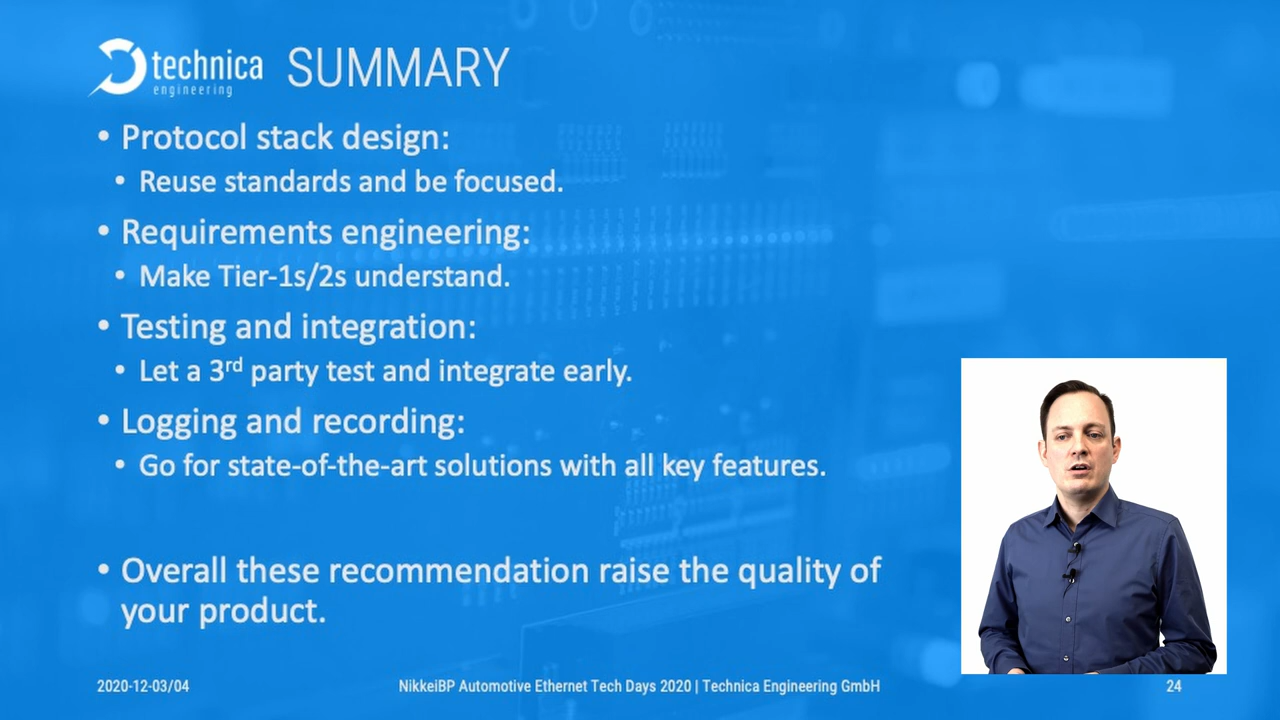 technica
engineering
SUMMARY
• Protocol stack design:
• Reuse standards and be focused.
• Requirements engineering:
• Make Tier-1s/2s understand.
• Testing and integration:
• Let a 3rd party test and integrate early.
• Logging and recording:
• Go for state-of-the-art solutions with all key features.
• Overall these recommendation raise the quality of
your product.
2020-12-03/04
NikkeiBP Automotive Ethernet Tech Days 2020 | Technica Engineering GmbH
24